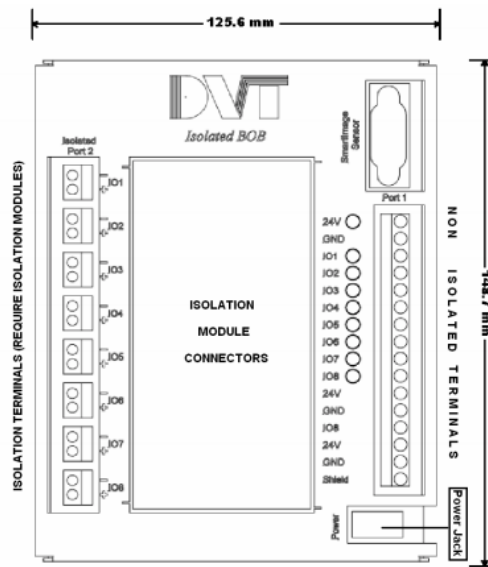 125.6 mm
DVT
Isolated BOB
Isolated
Port 2
SmartImage
Sensor
Port 1
IO1
IO2
IO3
IO4
IO5
IO6
IO7
IO8
ISOLATION TERMINALS (REQUIRE ISOLATION MODULES)
ISOLATION
MODULE
CONNECTORS
24V
GND
IO1
IO2
IO3
IO4
IO5
IO6
IO7
IO8
24V
GND
IO8
24V
GND
Shield
NON ISOLATED TERMINALS
Power
Power Jack